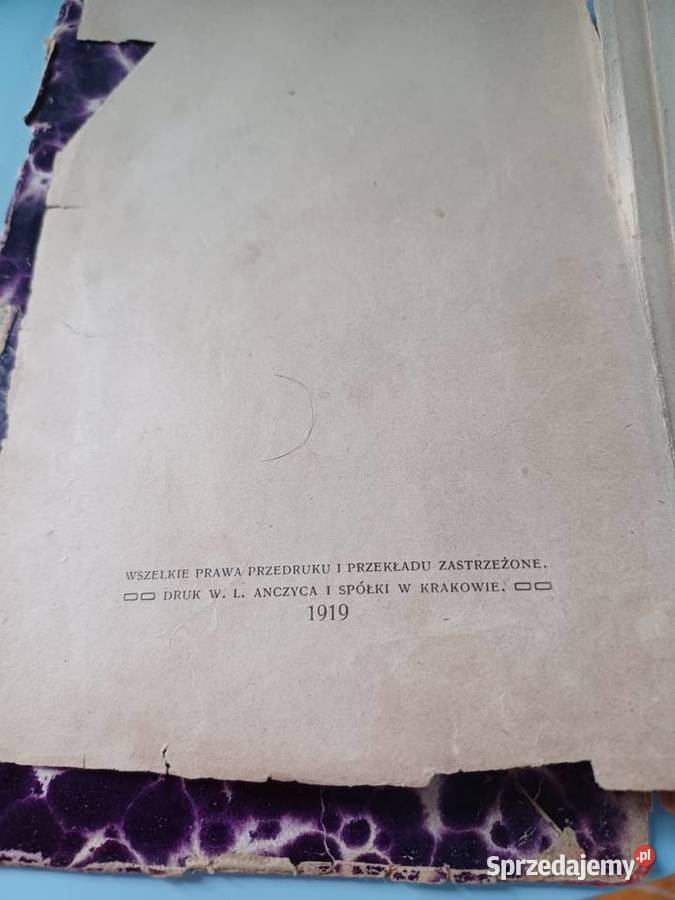 WSZELKIE PRAWA PRZEDRUKU I PRZEKŁADU ZASTRZEŻONE.
DRUK W. L. ANCZYCA I SPÓŁKI W KRAKOWIE.
1919
Sprzedajemy.pl